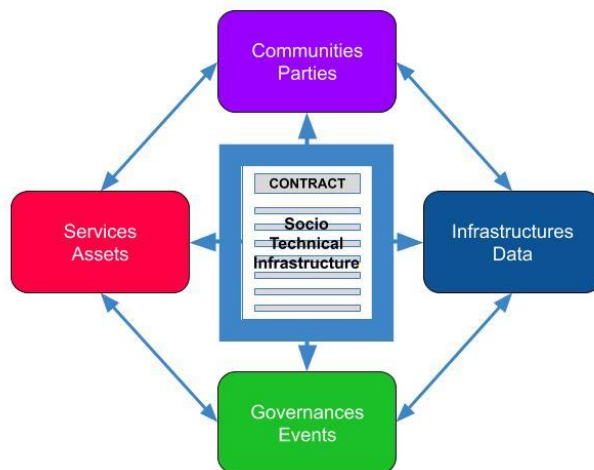 Communities
Parties
CONTRACT
Socio
Technical
Infrastructure
Services
Assets
Infrastructures
Data
Governances
Events